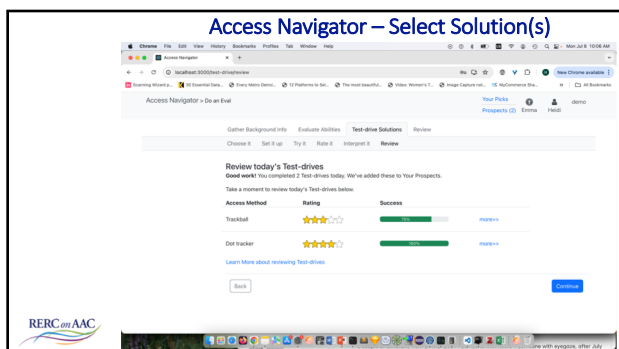 Access Navigator – Select Solution(s)
Chrome File Edit View History Bookmarks Profiles Tab Window Help
Mon Jul 8 10:06 AM
Access Navigator
localhost:3000/test-drive/review
New Chrome available
All Bookmarks
Access Navigator > Do an Eval
Your Picks
Prospects (2) Emma Heidi demo
Gather Background Info Evaluate Abilities Test-drive Solutions Review
Choose it Set it up Try it Rate it Interpret it Review
Review today's Test-drives
Good work! You completed 2 Test-drives today. We've added these to Your Prospects.
Take a moment to review today's Test-drives below.
Access Method Rating Success
Trackball more>>
Dot tracker 100% more>>
Learn More about reviewing Test-drives
Back Continue
RERC on AAC
with eyegaze, after July